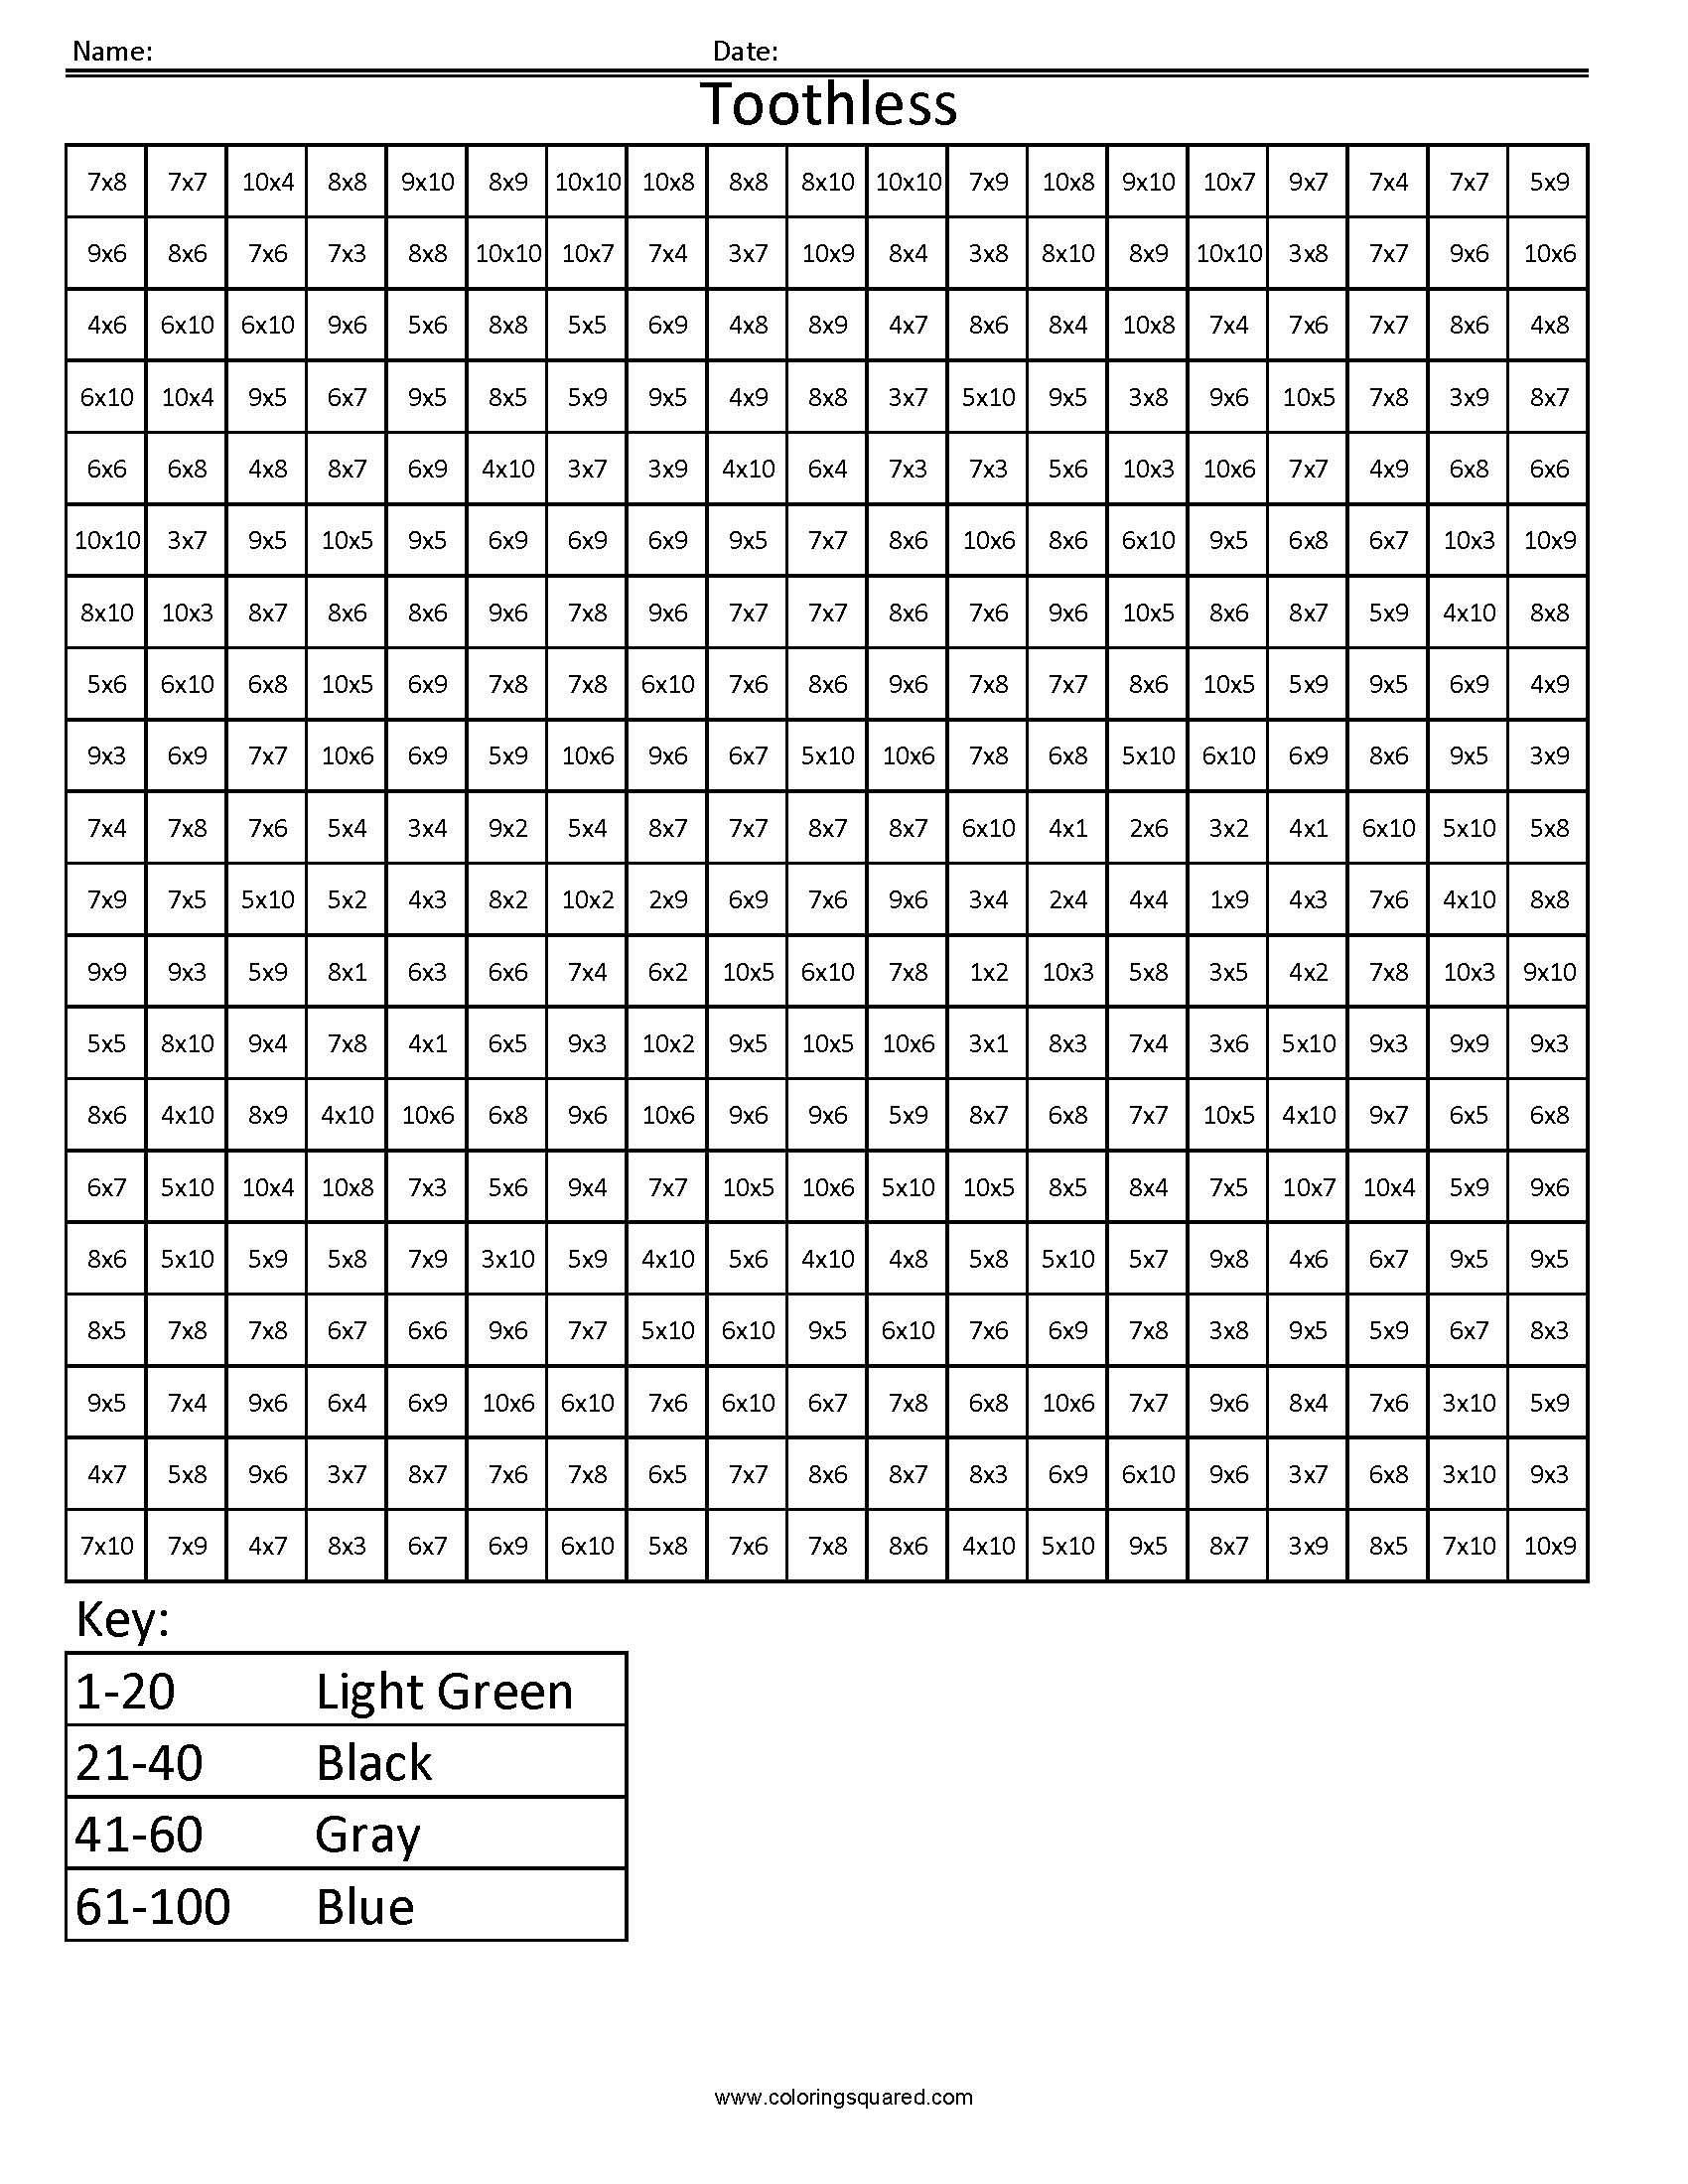 Name: Date:
Toothless
7x8 7x7 10x4 8x8 9x10 8x9 10x10 10x8 8x8 8x10 10x10 7x9 10x8 9x10 10x7 9x7 7x4 7x7 5x9
9x6 8x6 7x6 7x3 8x8 10x10 10x7 7x4 3x7 10x9 8x4 3x8 8x10 8x9 10x10 3x8 7x7 9x6 10x6
4x6 6x10 6x10 9x6 5x6 8x8 5x5 6x9 4x8 8x9 4x7 8x6 8x4 10x8 7x4 7x6 7x7 8x6 4x8
6x10 10x4 9x5 6x7 9x5 8x5 5x9 9x5 4x9 8x8 3x7 5x10 9x5 3x8 9x6 10x5 7x8 3x9 8x7
6x6 6x8 4x8 8x7 6x9 4x10 3x7 3x9 4x10 6x4 7x3 7x3 5x6 10x3 10x6 7x7 4x9 6x8 6x6
10x10 3x7 9x5 10x5 9x5 6x9 6x9 6x9 9x5 7x7 8x6 10x6 8x6 6x10 9x5 6x8 6x7 10x3 10x9
8x10 10x3 8x7 8x6 8x6 9x6 7x8 9x6 7x7 7x7 8x6 7x6 9x6 10x5 8x6 8x7 5x9 4x10 8x8
5x6 6x10 6x8 10x5 6x9 7x8 7x8 6x10 7x6 8x6 9x6 7x8 7x7 8x6 10x5 5x9 9x5 6x9 4x9
9x3 6x9 7x7 10x6 6x9 5x9 10x6 9x6 6x7 5x10 10x6 7x8 6x8 5x10 6x10 6x9 8x6 9x5 3x9
7x4 7x8 7x6 5x4 3x4 9x2 5x4 8x7 7x7 8x7 8x7 6x10 4x1 2x6 3x2 4x1 6x10 5x10 5x8
7x9 7x5 5x10 5x2 4x3 8x2 10x2 2x9 6x9 7x6 9x6 3x4 2x4 4x4 1x9 4x3 7x6 4x10 8x8
9x9 9x3 5x9 8x1 6x3 6x6 7x4 6x2 10x5 6x10 7x8 1x2 10x3 5x8 3x5 4x2 7x8 10x3 9x10
5x5 8x10 9x4 7x8 4x1 6x5 9x3 10x2 9x5 10x5 10x6 3x1 8x3 7x4 3x6 5x10 9x3 9x9 9x3
8x6 4x10 8x9 4x10 10x6 6x8 9x6 10x6 9x6 9x6 5x9 8x7 6x8 7x7 10x5 4x10 9x7 6x5 6x8
6x7 5x10 10x4 10x8 7x3 5x6 9x4 7x7 10x5 10x6 5x10 10x5 8x5 8x4 7x5 10x7 10x4 5x9 9x6
8x6 5x10 5x9 5x8 7x9 3x10 5x9 4x10 5x6 4x10 4x8 5x8 5x10 5x7 9x8 4x6 6x7 9x5 9x5
8x5 7x8 7x8 6x7 6x6 9x6 7x7 5x10 6x10 9x5 6x10 7x6 6x9 7x8 3x8 9x5 5x9 6x7 8x3
9x5 7x4 9x6 6x4 6x9 10x6 6x10 7x6 6x10 6x7 7x8 6x8 10x6 7x7 9x6 8x4 7x6 3x10 5x9
4x7 5x8 9x6 3x7 8x7 7x6 7x8 6x5 7x7 8x6 8x7 8x3 6x9 6x10 9x6 3x7 6x8 3x10 9x3
7x10 7x9 4x7 8x3 6x7 6x9 6x10 5x8 7x6 7x8 8x6 4x10 5x10 9x5 8x7 3x9 8x5 7x10 10x9
Key:
1-20 Light Green
21-40 Black
41-60 Gray
61-100 Blue
www.coloringsquared.com